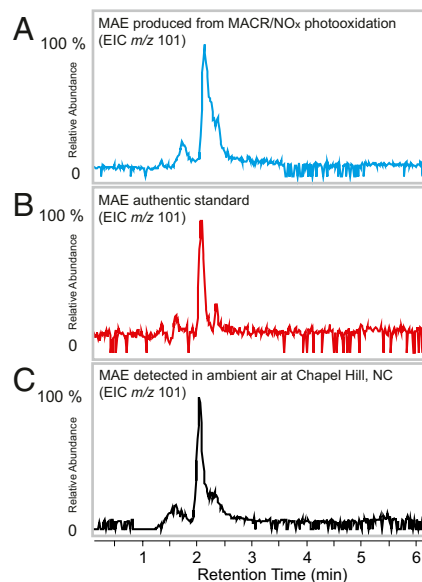 A
MAE produced from MACR/NOx photooxidation
(EIC m/z 101)
100 %
Relative Abundance
0
B
MAE authentic standard
(EIC m/z 101)
100 %
Relative Abundance
0
C
MAE detected in ambient air at Chapel Hill, NC
(EIC m/z 101)
100 %
Relative Abundance
0
1 2 3 4 5 6
Retention Time (min)